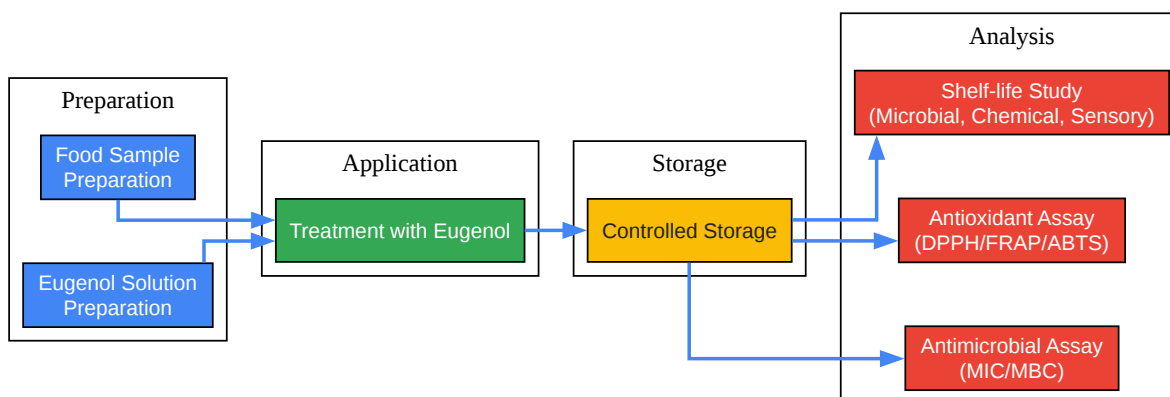 Preparation
Food Sample
Preparation
Eugenol Solution
Preparation
Application
Treatment with Eugenol
Storage
Controlled Storage
Analysis
Shelf-life Study
(Microbial, Chemical, Sensory)
Antioxidant Assay
(DPPH/FRAP/ABTS)
Antimicrobial Assay
(MIC/MBC)